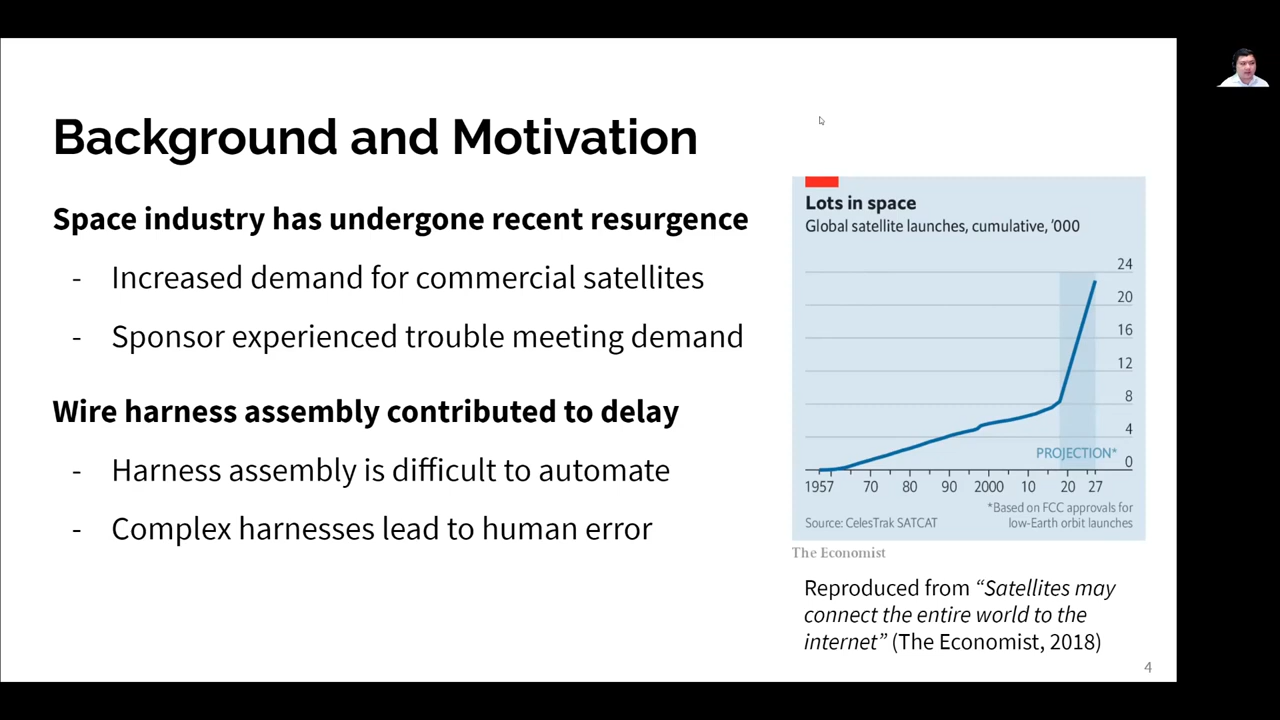 Background and Motivation
Space industry has undergone recent resurgence
- Increased demand for commercial satellites
- Sponsor experienced trouble meeting demand
Wire harness assembly contributed to delay
- Harness assembly is difficult to automate
- Complex harnesses lead to human error
Lots in space
Global satellite launches, cumulative, ’000
24
20
16
12
8
4
0
PROJECTION*
1957 70 80 90 2000 10 20 27
*Based on FCC approvals for
low-Earth orbit launches
Source: CelesTrak SATCAT
The Economist
Reproduced from “Satellites may
connect the entire world to the
internet” (The Economist, 2018)
4